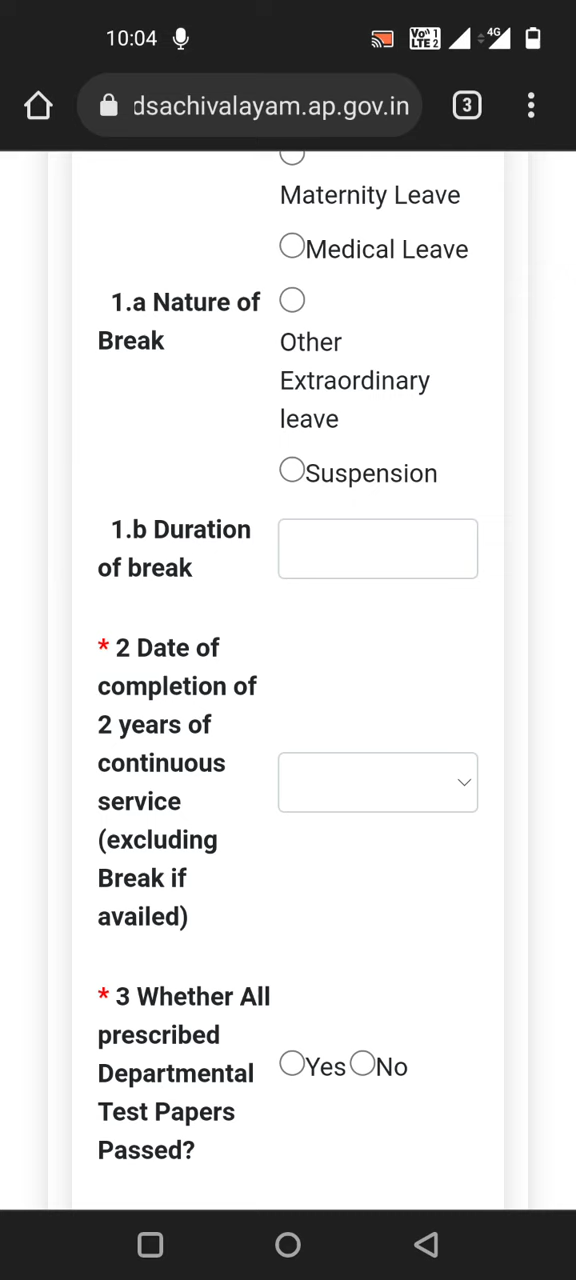 10:04
Vo)) 1
LTE 2
4G
dsachivalayam.ap.gov.in
3
Maternity Leave
Medical Leave
1.a Nature of
Break
Other
Extraordinary
leave
Suspension
1.b Duration
of break
* 2 Date of
completion of
2 years of
continuous
service
(excluding
Break if
availed)
* 3 Whether All
prescribed
Departmental
Test Papers
Passed?
Yes No